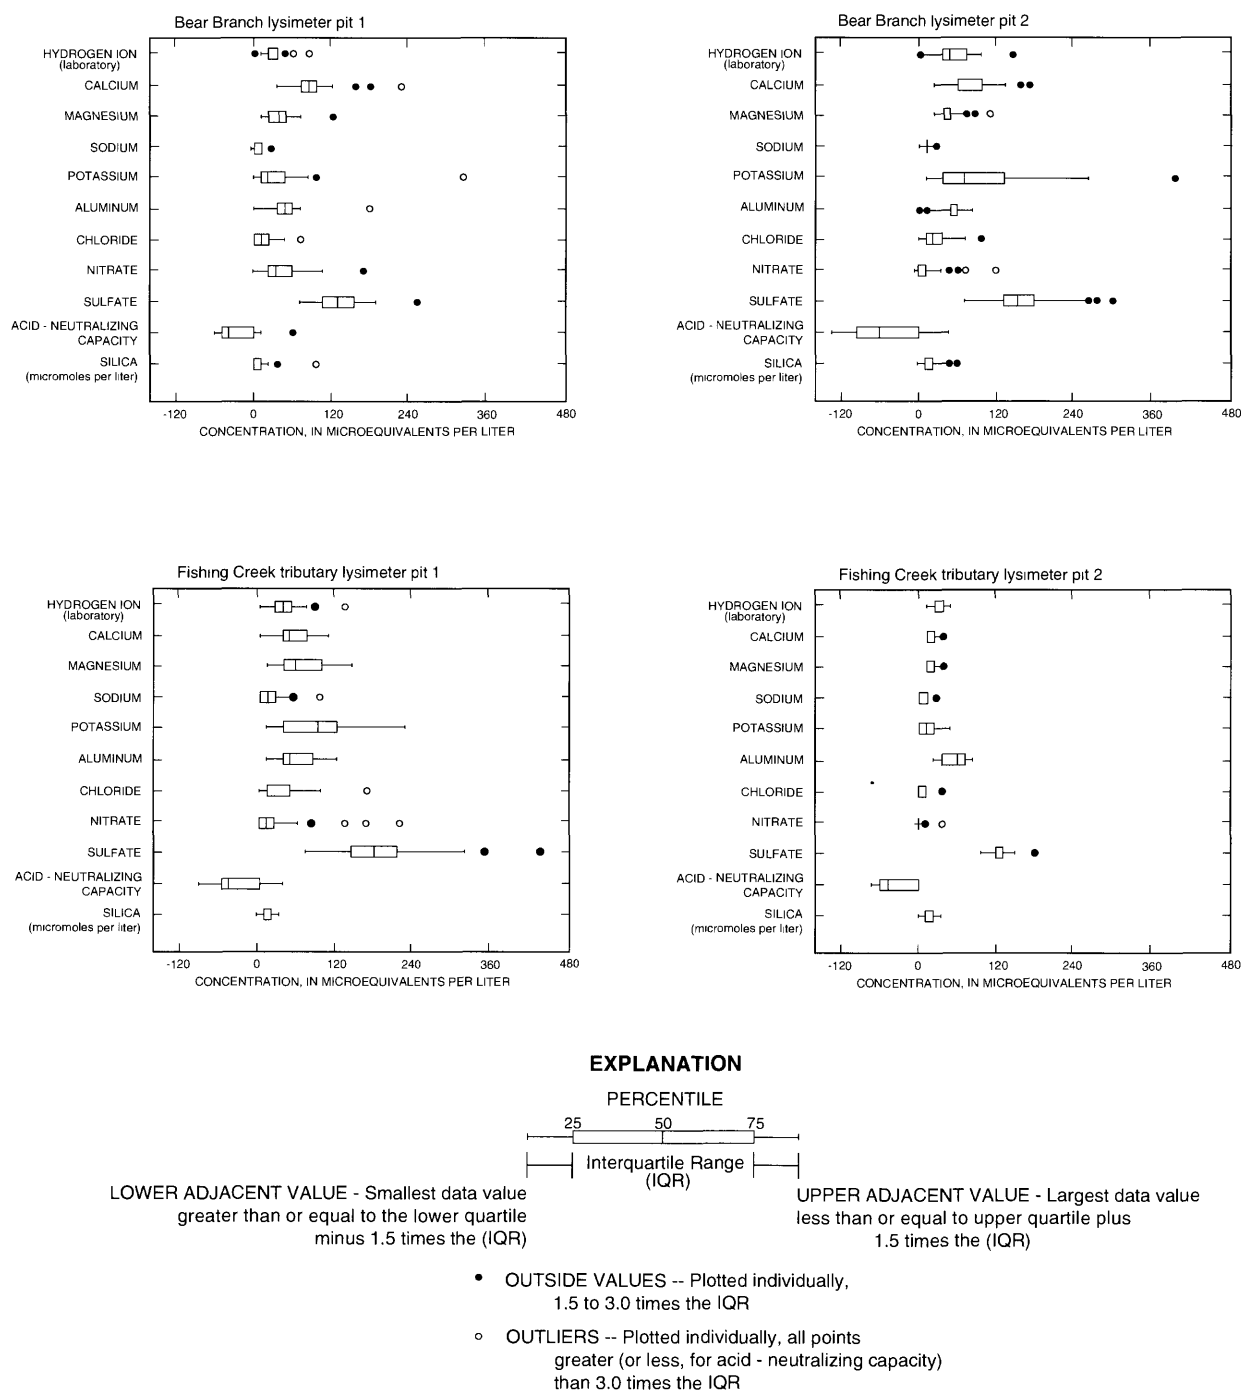 Bear Branch lysimeter pit 1
HYDROGEN ION
(laboratory)
CALCIUM
MAGNESIUM
SODIUM
POTASSIUM
ALUMINUM
CHLORIDE
NITRATE
SULFATE
ACID - NEUTRALIZING
CAPACITY
SILICA
(micromoles per liter)
-120 0 120 240 360 480
CONCENTRATION, IN MICROEQUIVALENTS PER LITER
Bear Branch lysimeter pit 2
HYDROGEN ION
(laboratory)
CALCIUM
MAGNESIUM
SODIUM
POTASSIUM
ALUMINUM
CHLORIDE
NITRATE
SULFATE
ACID - NEUTRALIZING
CAPACITY
SILICA
(micromoles per liter)
-120 0 120 240 360 480
CONCENTRATION, IN MICROEQUIVALENTS PER LITER
Fishing Creek tributary lysimeter pit 1
HYDROGEN ION
(laboratory)
CALCIUM
MAGNESIUM
SODIUM
POTASSIUM
ALUMINUM
CHLORIDE
NITRATE
SULFATE
ACID - NEUTRALIZING
CAPACITY
SILICA
(micromoles per liter)
-120 0 120 240 360 480
CONCENTRATION, IN MICROEQUIVALENTS PER LITER
Fishing Creek tributary lysimeter pit 2
HYDROGEN ION
(laboratory)
CALCIUM
MAGNESIUM
SODIUM
POTASSIUM
ALUMINUM
CHLORIDE
NITRATE
SULFATE
ACID - NEUTRALIZING
CAPACITY
SILICA
(micromoles per liter)
-120 0 120 240 360 480
CONCENTRATION, IN MICROEQUIVALENTS PER LITER
EXPLANATION
PERCENTILE
25 50 75
Interquartile Range
(IQR)
LOWER ADJACENT VALUE - Smallest data value
greater than or equal to the lower quartile
minus 1.5 times the (IQR)
UPPER ADJACENT VALUE - Largest data value
less than or equal to upper quartile plus
1.5 times the (IQR)
● OUTSIDE VALUES -- Plotted individually,
1.5 to 3.0 times the IQR
○ OUTLIERS -- Plotted individually, all points
greater (or less, for acid - neutralizing capacity)
than 3.0 times the IQR